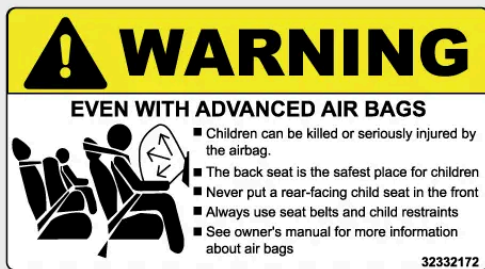 WARNING
EVEN WITH ADVANCED AIR BAGS
■ Children can be killed or seriously injured by
the airbag.
■ The back seat is the safest place for children
■ Never put a rear-facing child seat in the front
■ Always use seat belts and child restraints
■ See owner's manual for more information
about air bags
32332172